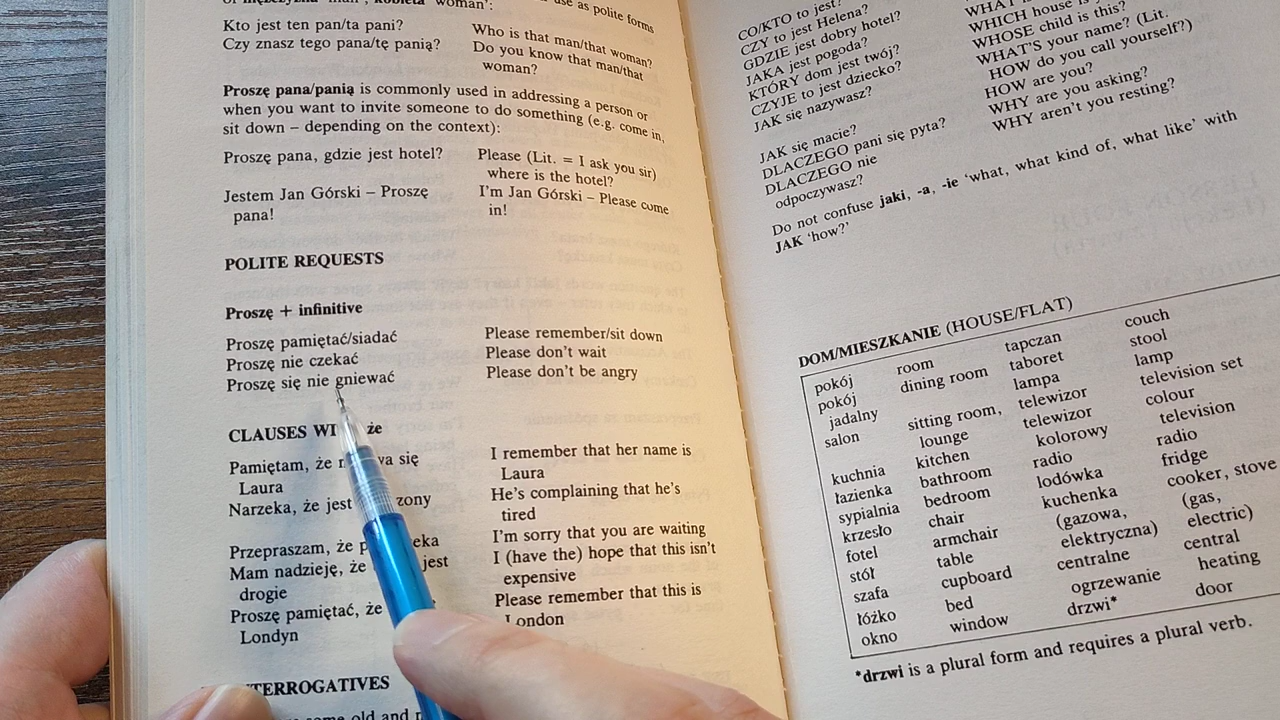 or mężczyzna 'man', kobieta 'woman':
use as polite forms
Kto jest ten pan/ta pani?
Who is that man/that woman?
Czy znasz tego pana/tę panią?
Do you know that man/that
woman?
Proszę pana/panią is commonly used in addressing a person or
when you want to invite someone to do something (e.g. come in,
sit down – depending on the context):
Proszę pana, gdzie jest hotel?
Please (Lit. = I ask you sir)
where is the hotel?
Jestem Jan Górski – Proszę
pana!
I'm Jan Górski – Please come
in!
POLITE REQUESTS
Proszę + infinitive
Proszę pamiętać/siadać
Please remember/sit down
Proszę nie czekać
Please don't wait
Proszę się nie gniewać
Please don't be angry
CLAUSES że
Pamiętam, że się
Laura
I remember that her name is
Laura
Narzeka, że jest
He's complaining that he's
tired
Przepraszam, że
I'm sorry that you are waiting
Mam nadzieję, że jest
drogie
I (have the) hope that this isn't
expensive
Proszę pamiętać, że
Londyn
Please remember that this is
London
some old and
CO/KTO to jest?
CZY to jest Helena?
GDZIE jest dobry hotel?
JAKA jest pogoda?
KTÓRY dom jest twój?
CZYJE to jest dziecko?
JAK się nazywasz?
JAK się macie?
DLACZEGO pani się pyta?
DLACZEGO nie
odpoczywasz?
WHICH house is
WHOSE child is this?
WHAT'S your name? (Lit.
HOW do you call yourself?)
HOW are you?
WHY are you asking?
WHY aren't you resting?
Do not confuse jaki, -a, -ie 'what, what kind of, what like' with
JAK 'how?'
DOM/MIESZKANIE (HOUSE/FLAT)
pokój room
pokój dining room
jadalny
salon sitting room,
lounge
kuchnia kitchen
łazienka bathroom
sypialnia bedroom
krzesło chair
fotel armchair
stół table
szafa cupboard
łóżko bed
okno window
tapczan couch
taboret stool
lampa lamp
telewizor television set
telewizor colour
kolorowy television
radio radio
lodówka fridge
kuchenka cooker, stove
(gazowa, (gas,
elektryczna) electric)
centralne central
ogrzewanie heating
drzwi* door
*drzwi is a plural form and requires a plural verb.